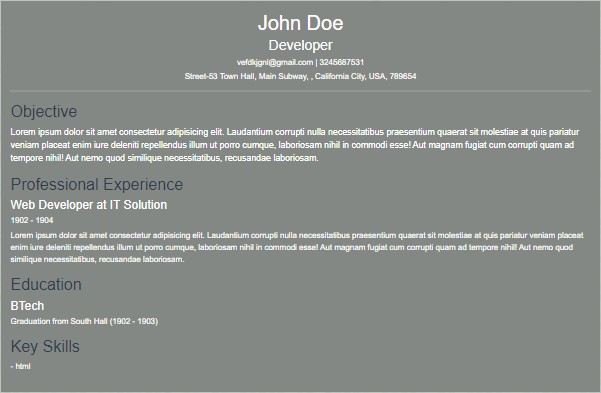 John Doe
Developer
vefdkjgnl@gmail.com | 3245687531
Street-53 Town Hall, Main Subway, , California City, USA, 789654
Objective
Lorem ipsum dolor sit amet consectetur adipisicing elit. Laudantium corrupti nulla necessitatibus praesentium quaerat sit molestiae at quis pariatur
veniam placeat enim iure deleniti repellendus illum ut porro cumque, laboriosam nihil in commodi esse! Aut magnam fugiat cum corrupti quam ad
tempore nihil! Aut nemo quod similique necessitatibus, recusandae laboriosam.
Professional Experience
Web Developer at IT Solution
1902 - 1904
Lorem ipsum dolor sit amet consectetur adipisicing elit. Laudantium corrupti nulla necessitatibus praesentium quaerat sit molestiae at quis pariatur veniam placeat
enim iure deleniti repellendus illum ut porro cumque, laboriosam nihil in commodi esse! Aut magnam fugiat cum corrupti quam ad tempore nihil! Aut nemo quod
similique necessitatibus, recusandae laboriosam.
Education
BTech
Graduation from South Hall (1902 - 1903)
Key Skills
- html